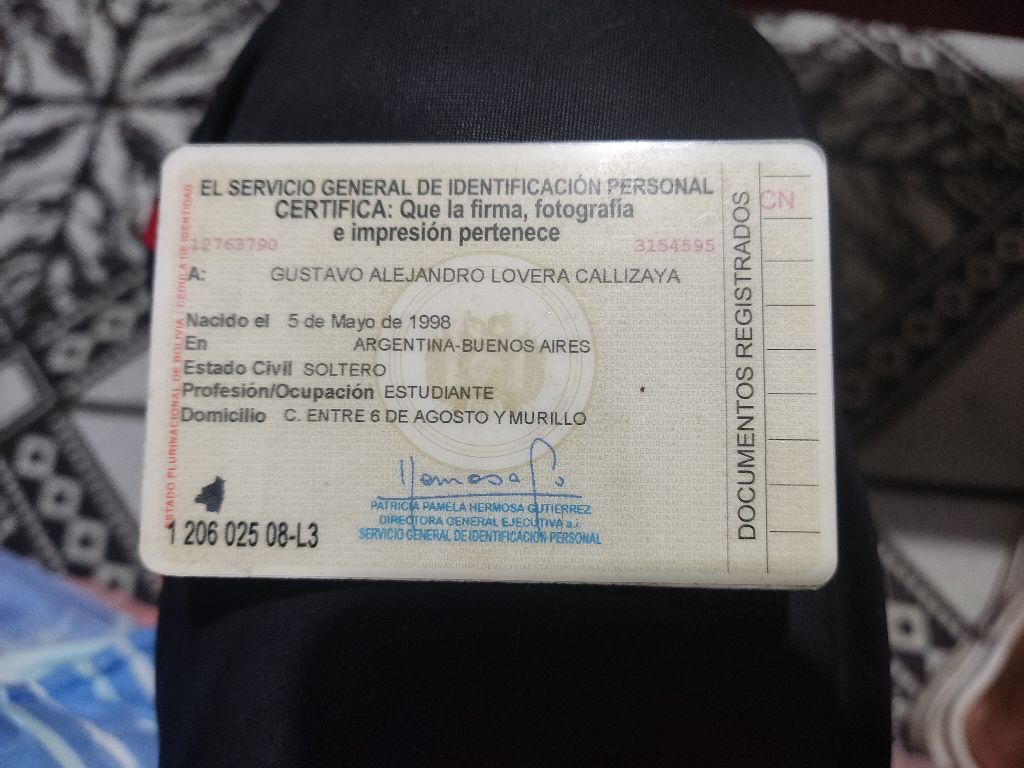 EL SERVICIO GENERAL DE IDENTIFICACIÓN PERSONAL
CERTIFICA: Que la firma, fotografía
e impresión pertenece
12763790
3154595
A: GUSTAVO ALEJANDRO LOVERA CALLIZAYA
Nacido el 5 de Mayo de 1998
En ARGENTINA-BUENOS AIRES
Estado Civil SOLTERO
Profesión/Ocupación ESTUDIANTE
Domicilio C. ENTRE 6 DE AGOSTO Y MURILLO
PATRICIA PAMELA HERMOSA GUTIERREZ
DIRECTORA GENERAL EJECUTIVA a.i.
SERVICIO GENERAL DE IDENTIFICACIÓN PERSONAL
1 206 025 08-L3
ESTADO PLURINACIONAL DE BOLIVIA / CÉDULA DE IDENTIDAD
DOCUMENTOS REGISTRADOS
CN